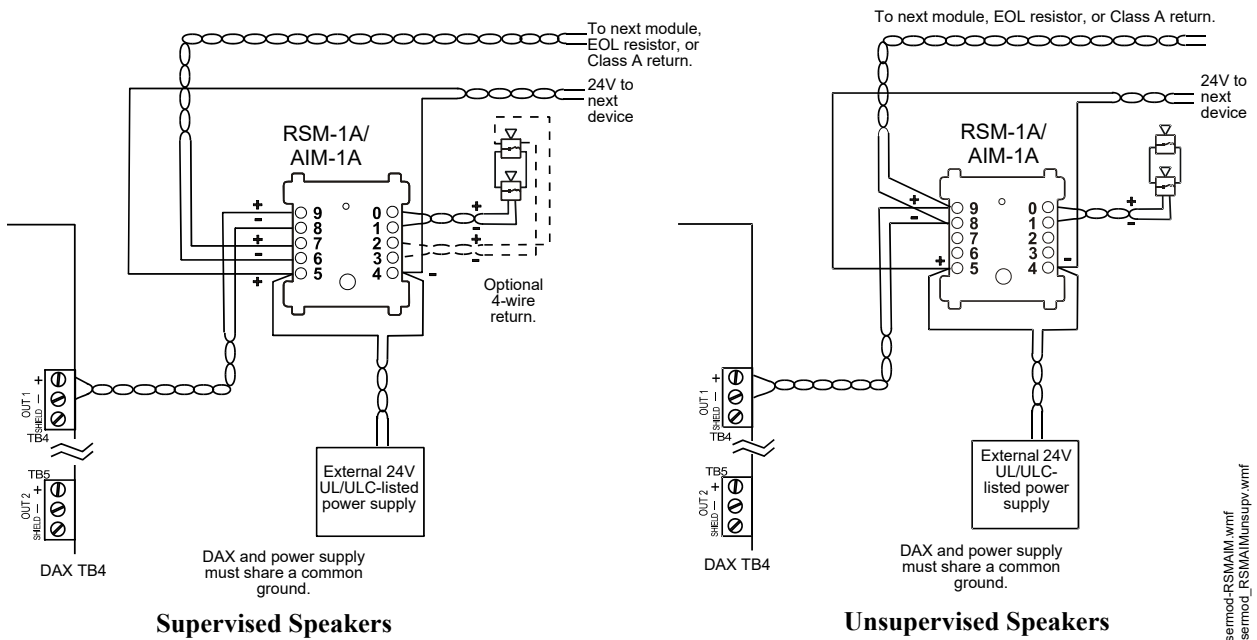 To next module,
EOL resistor, or
Class A return.
24V to
next
device
RSM-1A/
AIM-1A
+
-
+
-
+
9
8
7
6
5
0
1
2
3
4
+
-
+
-
-
Optional
4-wire
return.
OUT 1
+
–
SHIELD
TB4
TB5
OUT 2
+
–
SHIELD
DAX TB4
External 24V
UL/ULC-listed
power supply
DAX and power supply
must share a common
ground.
Supervised Speakers
To next module, EOL resistor, or Class A return.
24V to
next
device
RSM-1A/
AIM-1A
+
-
+
9
8
7
6
5
0
1
2
3
4
+
-
-
OUT 1
+
–
SHIELD
TB4
TB5
OUT 2
+
–
SHIELD
DAX TB4
External 24V
UL/ULC-
listed power
supply
DAX and power supply
must share a common
ground.
Unsupervised Speakers
sermod-RSMAIM.wmf
sermod_RSMAIMunsupv.wmf